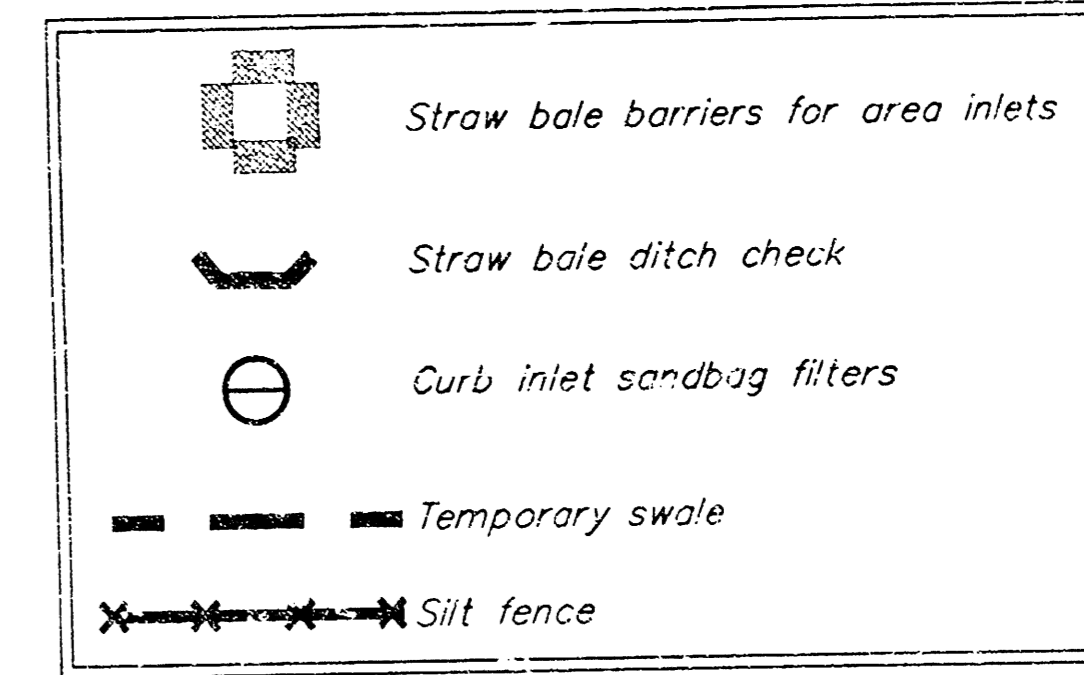 Straw bale barriers for area inlets
Straw bale ditch check
Curb inlet sandbag filters
Temporary swale
Silt fence